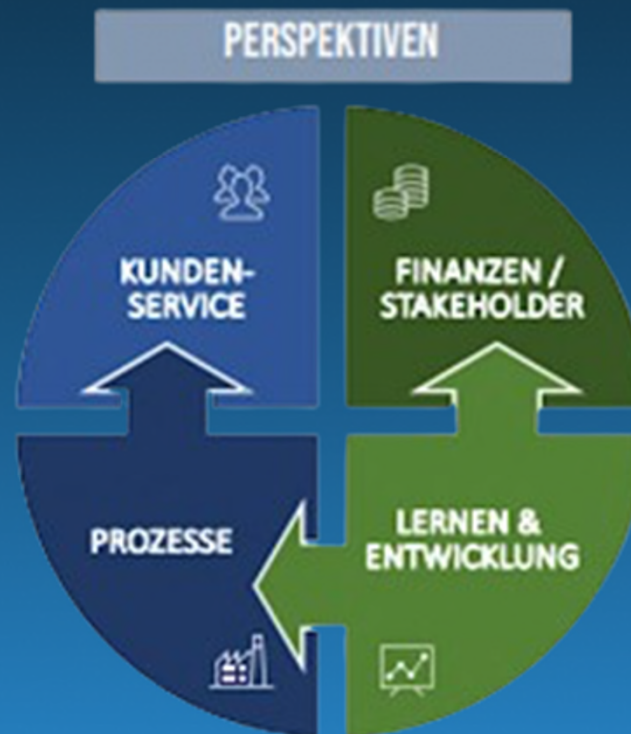 PERSPEKTIVEN
KUNDEN-
SERVICE
FINANZEN /
STAKEHOLDER
PROZESSE
LERNEN &
ENTWICKLUNG